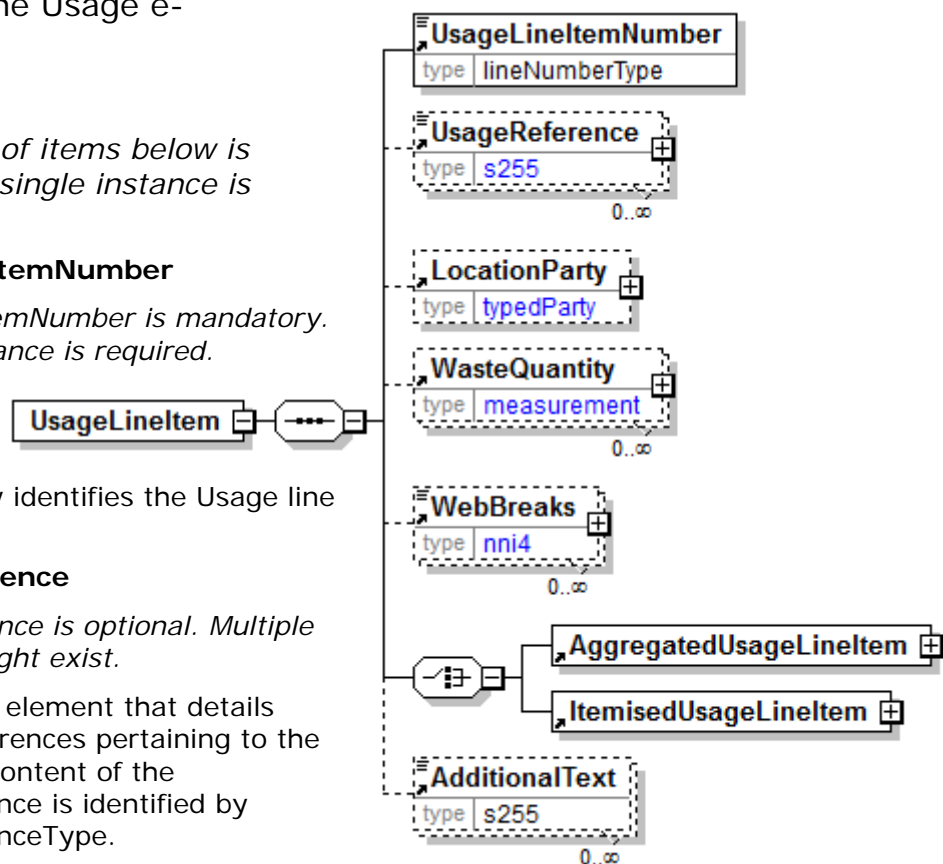 he Usage e-
of items below is
single instance is
temNumber
emNumber is mandatory.
ance is required.
identifies the Usage line
ence
nce is optional. Multiple
ght exist.
element that details
rences pertaining to the
ontent of the
nce is identified by
nceType.
UsageLineItem
UsageLineItemNumber
type lineNumberType
UsageReference
type s255
0..∞
LocationParty
type typedParty
WasteQuantity
type measurement
0..∞
WebBreaks
type nni4
0..∞
AggregatedUsageLineItem
ItemisedUsageLineItem
AdditionalText
type s255
0..∞